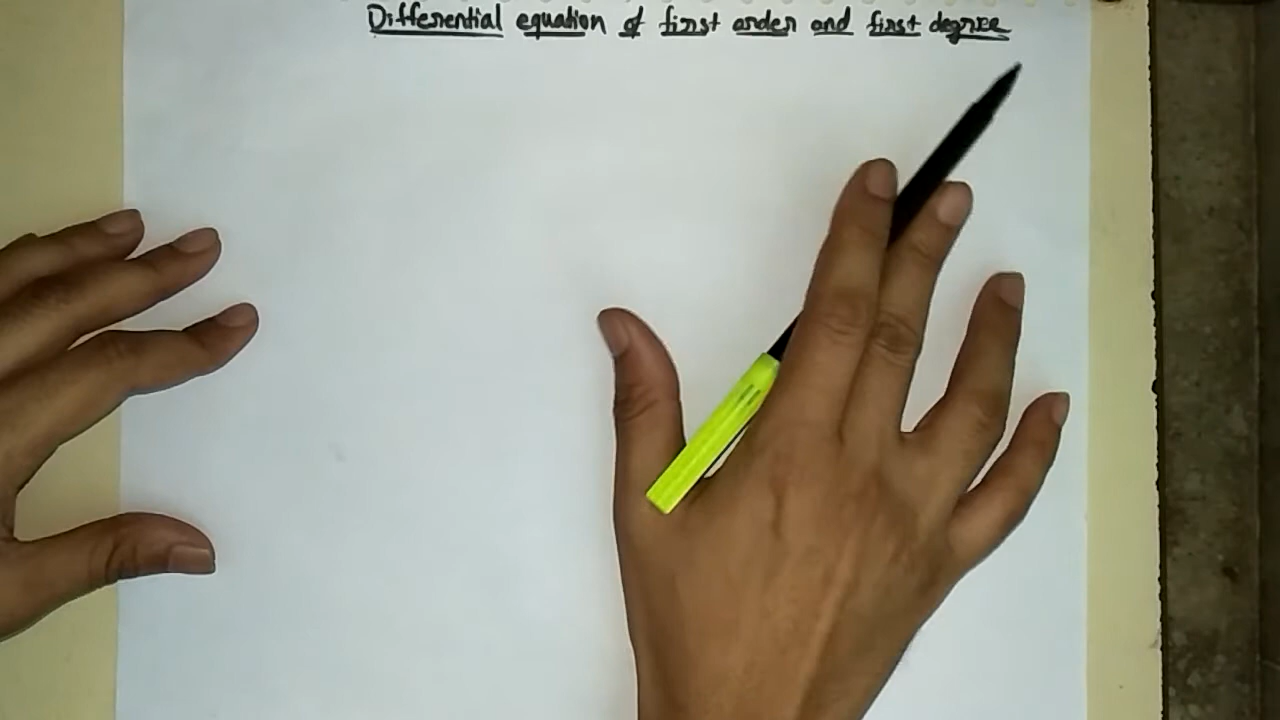 Differential equation of first order and first degree